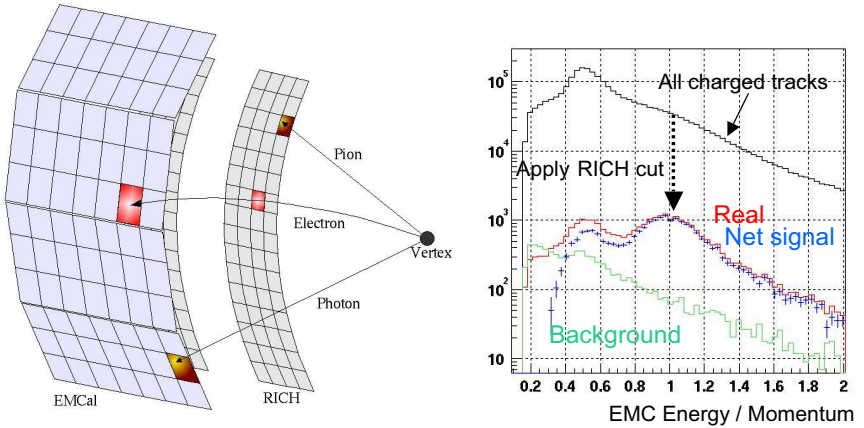 Pion
Electron
Vertex
Photon
EMCal
RICH
All charged tracks
Apply RICH cut
Real
Net signal
Background
10^5
10^4
10^3
10^2
10
0.2 0.4 0.6 0.8 1 1.2 1.4 1.6 1.8 2
EMC Energy / Momentum